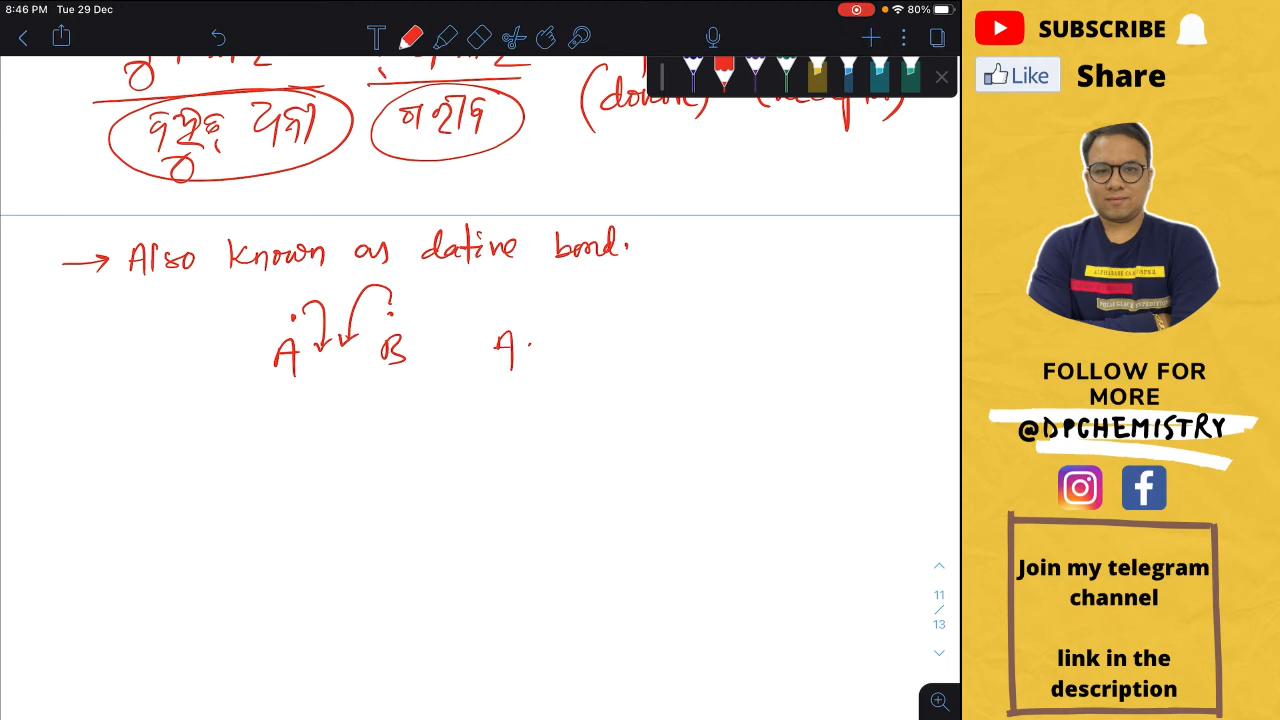 8:46 PM Tue 29 Dec
80%
T
(donor)
→ Also known as dative bond.
A B A.
11
/
13
SUBSCRIBE
Like Share
FOLLOW FOR
MORE
@DPCHEMISTRY
f
Join my telegram
channel
link in the
description